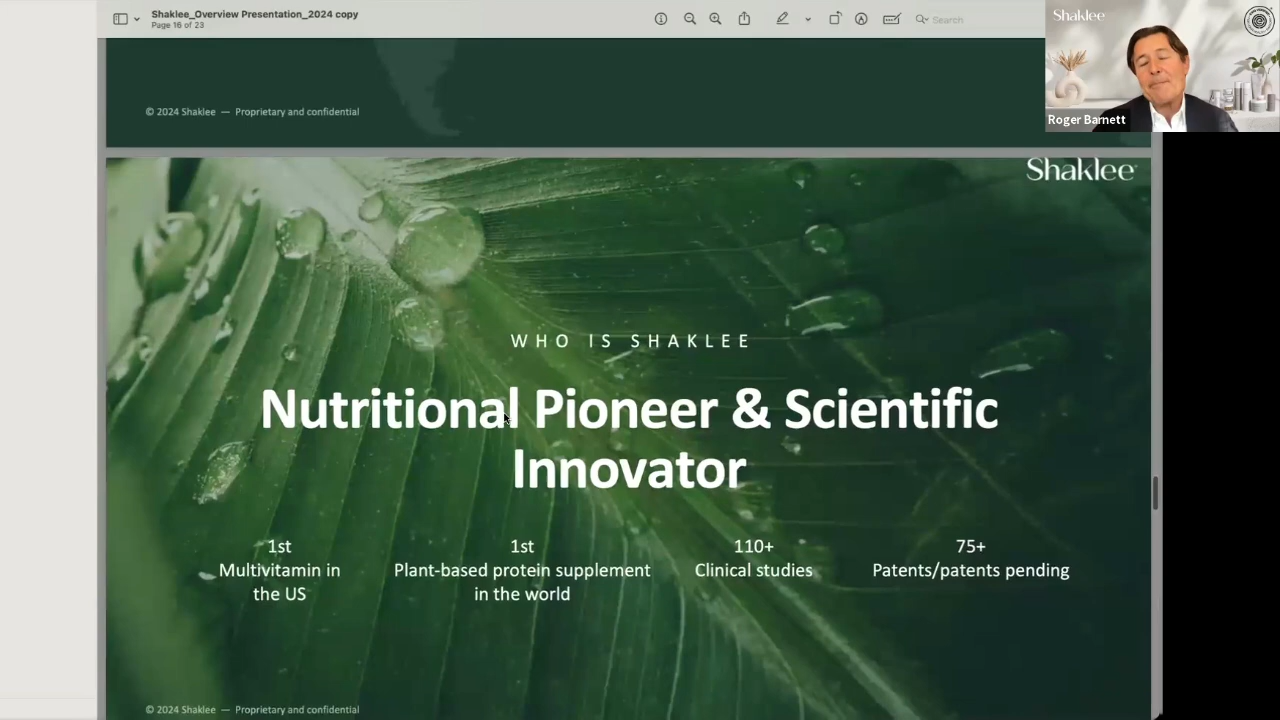 Shaklee_Overview Presentation_2024 copy
Page 16 of 23
Search
Shaklee
Roger Barnett
© 2024 Shaklee — Proprietary and confidential
Shaklee
WHO IS SHAKLEE
Nutritional Pioneer & Scientific
Innovator
1st
Multivitamin in
the US
1st
Plant-based protein supplement
in the world
110+
Clinical studies
75+
Patents/patents pending
© 2024 Shaklee — Proprietary and confidential